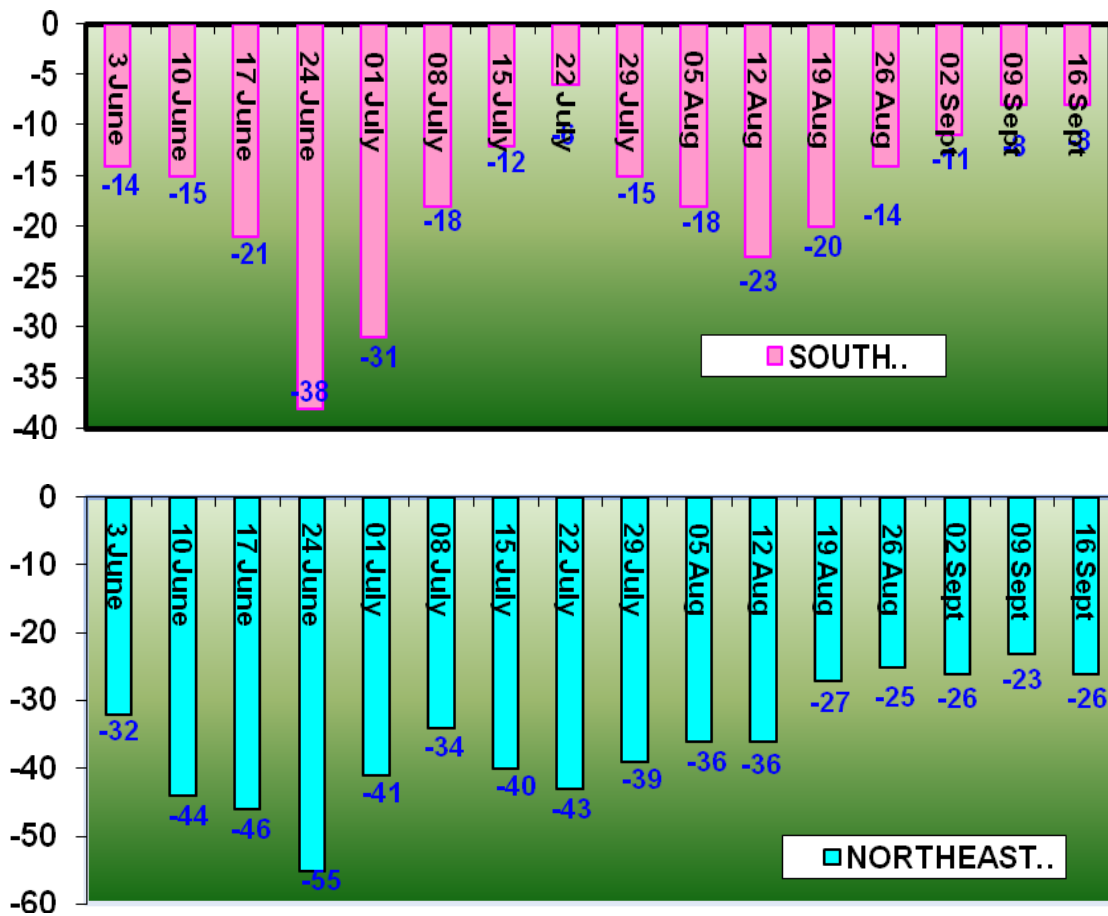 0
-5
-10
-15
-20
-25
-30
-35
-40
3 June
10 June
17 June
24 June
01 July
08 July
15 July
22 July
29 July
05 Aug
12 Aug
19 Aug
26 Aug
02 Sept
09 Sept
16 Sept
-14
-15
-21
-38
-31
-18
-12
-6
-15
-18
-23
-20
-14
-11
-8
-8
SOUTH..
0
-10
-20
-30
-40
-50
-60
3 June
10 June
17 June
24 June
01 July
08 July
15 July
22 July
29 July
05 Aug
12 Aug
19 Aug
26 Aug
02 Sept
09 Sept
16 Sept
-32
-44
-46
-55
-41
-34
-40
-43
-39
-36
-36
-27
-25
-26
-23
-26
NORTHEAST..